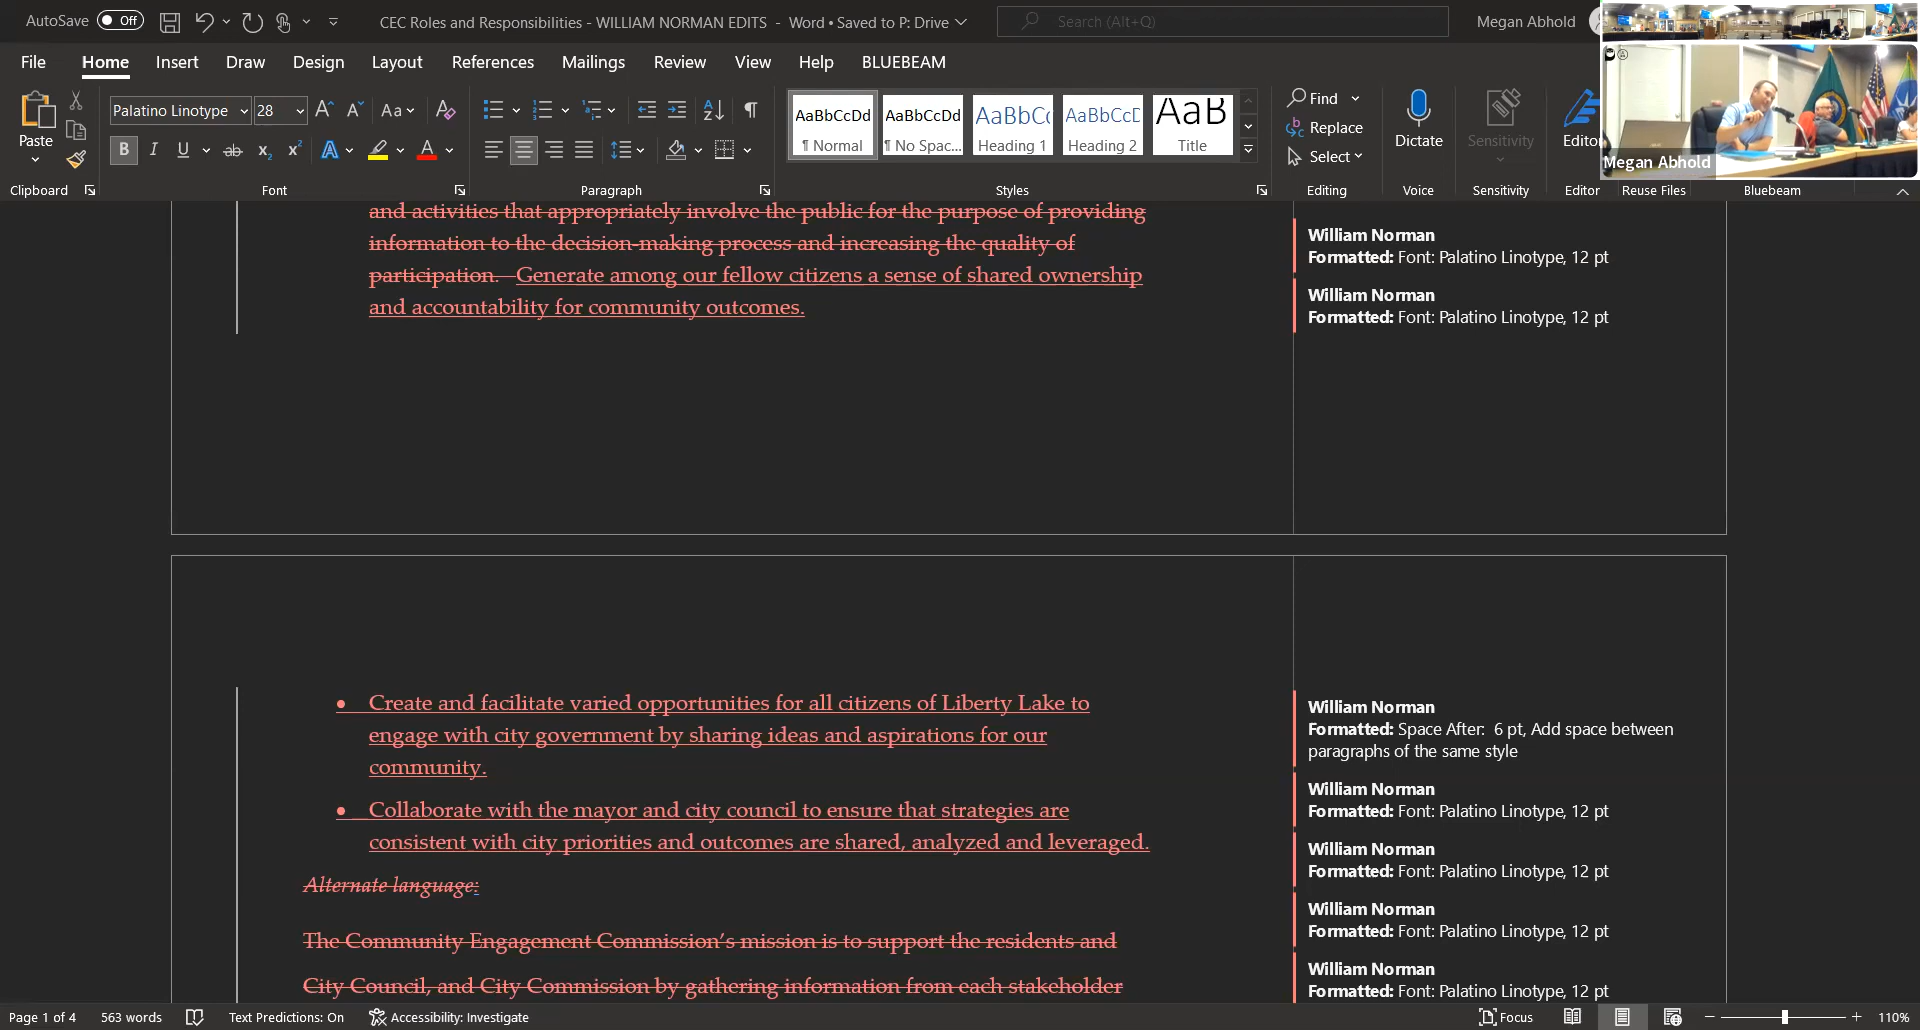 AutoSave Off CEC Roles and Responsibilities - WILLIAM NORMAN EDITS - Word • Saved to P: Drive Search (Alt+Q) Megan Abhold
File Home Insert Draw Design Layout References Mailings Review View Help BLUEBEAM
Paste
Clipboard
Palatino Linotype 28
Font
Paragraph
AaBbCcDd AaBbCcDd AaBbC AaBbCc AaB
¶ Normal ¶ No Spac... Heading 1 Heading 2 Title
Styles
Find
Replace
Select
Editing
Dictate
Voice
Sensitivity
Sensitivity
Editor
Reuse Files
Bluebeam
Megan Abhold
and activities that appropriately involve the public for the purpose of providing
information to the decision-making process and increasing the quality of
participation. Generate among our fellow citizens a sense of shared ownership
and accountability for community outcomes.
William Norman
Formatted: Font: Palatino Linotype, 12 pt
William Norman
Formatted: Font: Palatino Linotype, 12 pt
• Create and facilitate varied opportunities for all citizens of Liberty Lake to
engage with city government by sharing ideas and aspirations for our
community.
• Collaborate with the mayor and city council to ensure that strategies are
consistent with city priorities and outcomes are shared, analyzed and leveraged.
Alternate language:
The Community Engagement Commission’s mission is to support the residents and
City Council, and City Commission by gathering information from each stakeholder
William Norman
Formatted: Space After: 6 pt, Add space between
paragraphs of the same style
William Norman
Formatted: Font: Palatino Linotype, 12 pt
William Norman
Formatted: Font: Palatino Linotype, 12 pt
William Norman
Formatted: Font: Palatino Linotype, 12 pt
William Norman
Formatted: Font: Palatino Linotype, 12 pt
Page 1 of 4 563 words Text Predictions: On Accessibility: Investigate Focus 110%